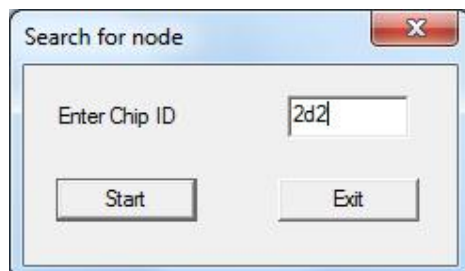 Search for node
Enter Chip ID 2d2
Start Exit